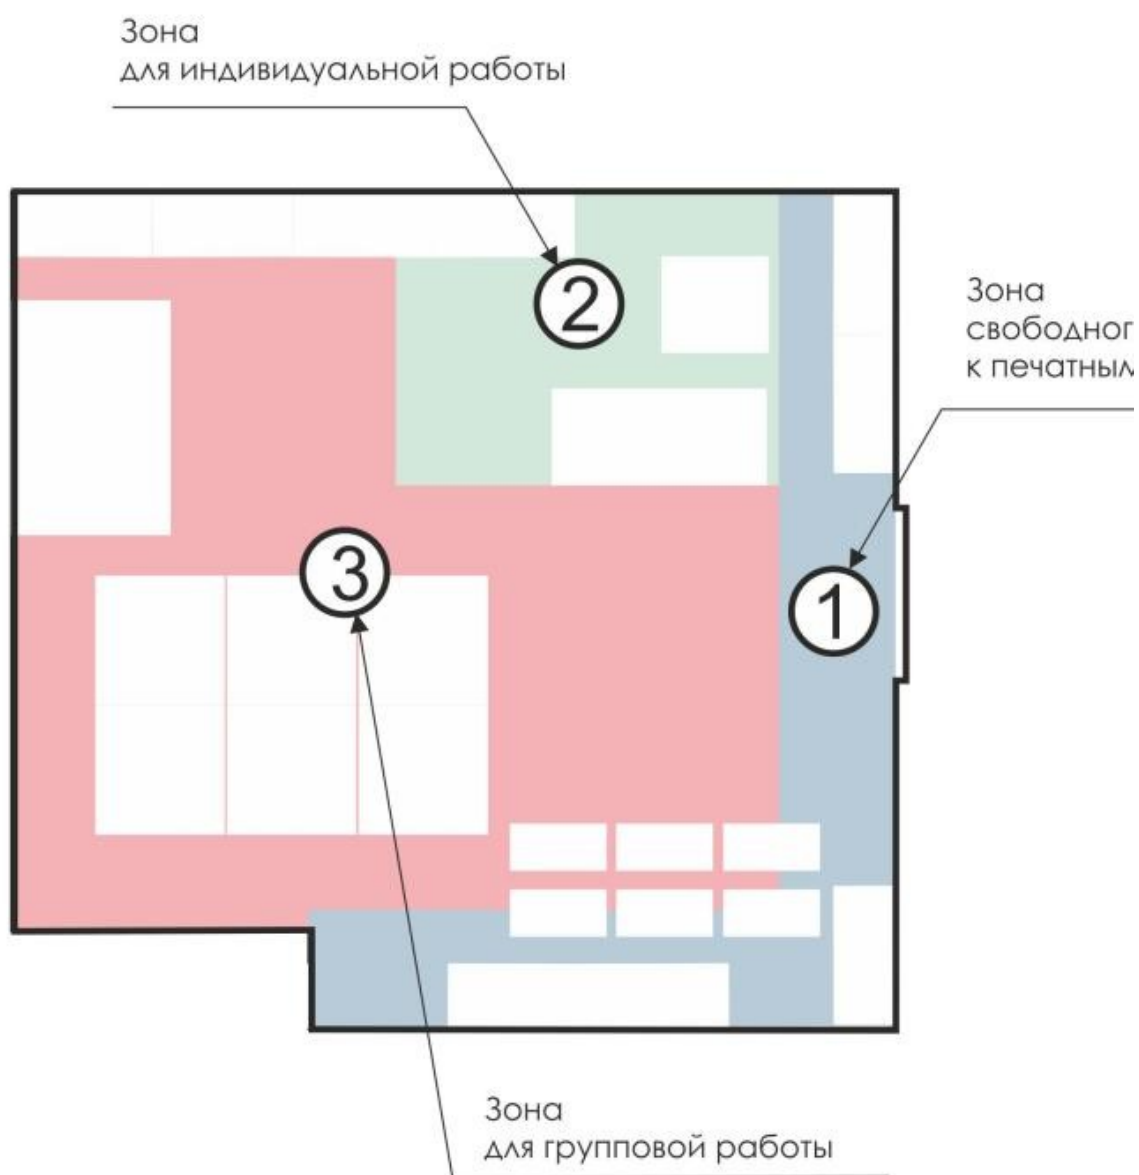 Зона
для индивидуальной работы
2
Зона
свободног
к печатным
3
1
Зона
для групповой работы